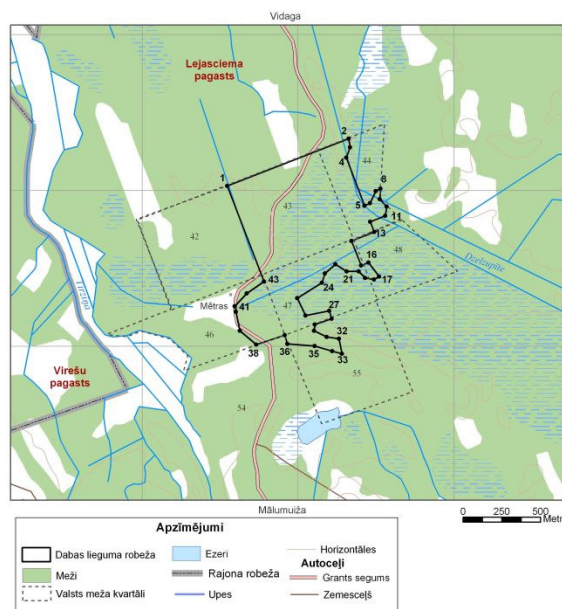 Vidaga
Lejasciema
pagasts
2
4
44
8
5
11
1
43
13
42
48
Dzelzupīte
16
17
21
24
43
Tirziņa
Mētras
41
47
27
46
32
38
36
35
33
Virešu
pagasts
55
54
Mālumuiža
0 250 500
Metri
Apzīmējumi
Dabas lieguma robeža
Ezeri
Horizontāles
Autoceļi
Meži
Rajona robeža
Grants segums
Valsts meža kvartāli
Upes
Zemesceļš